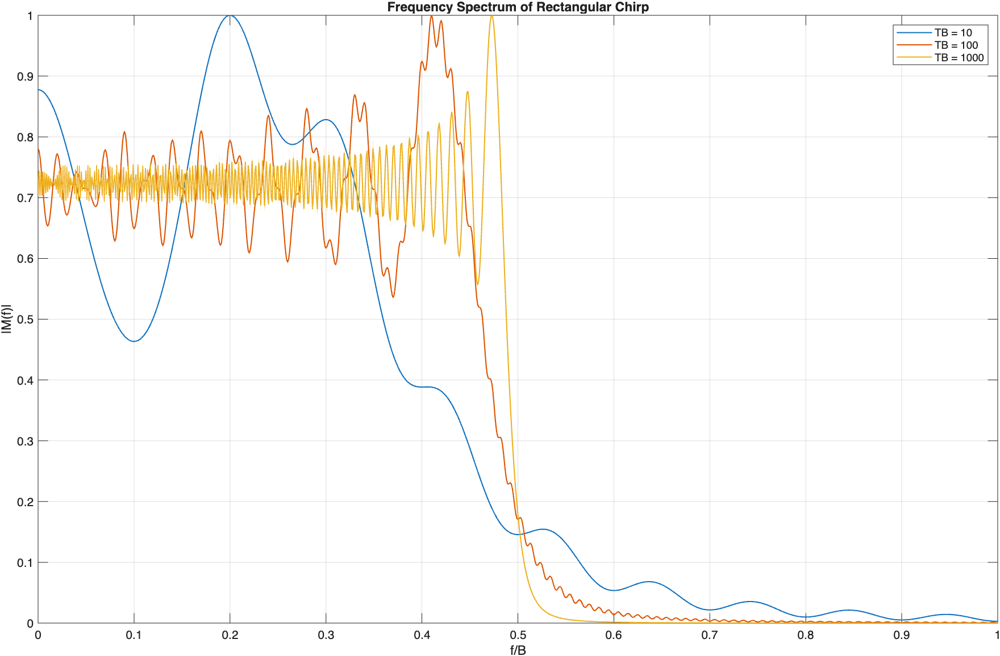 Frequency Spectrum of Rectangular Chirp
TB = 10
TB = 100
TB = 1000
1
0.9
0.8
0.7
0.6
0.5
0.4
0.3
0.2
0.1
0
|M(f)|
0 0.1 0.2 0.3 0.4 0.5 0.6 0.7 0.8 0.9 1
f/B